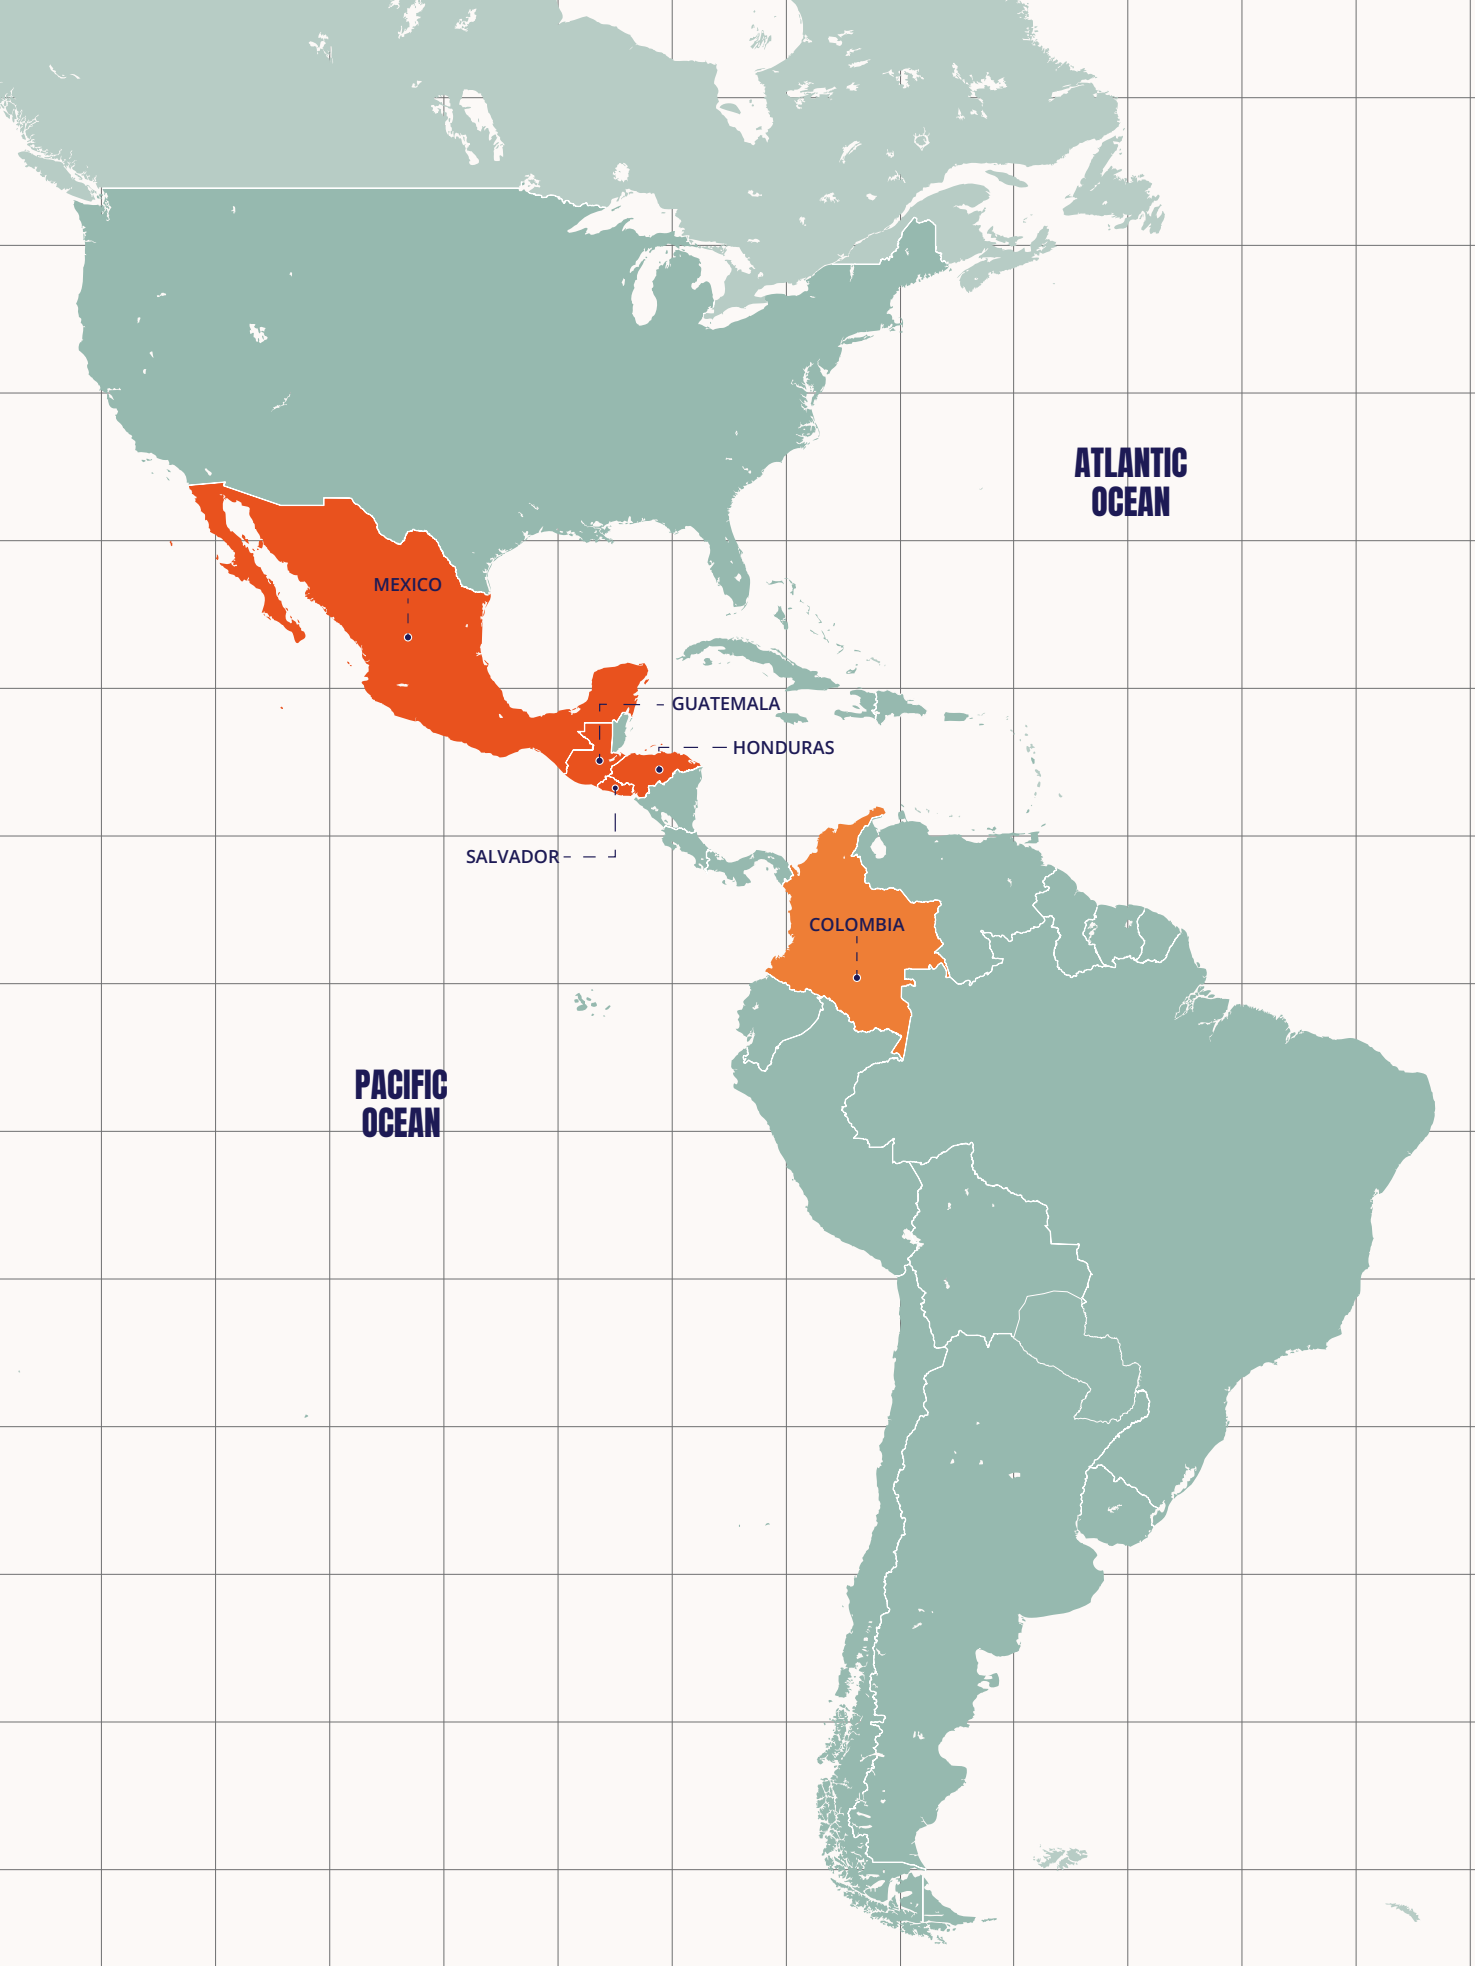 ATLANTIC
OCEAN
MEXICO
GUATEMALA
HONDURAS
SALVADOR
COLOMBIA
PACIFIC
OCEAN